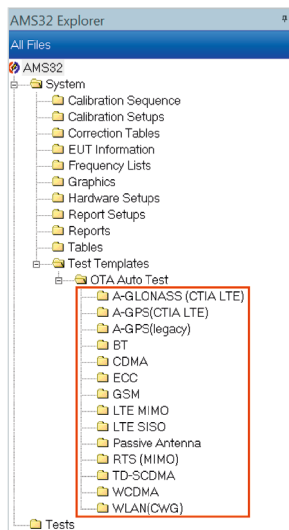 AMS32 Explorer
All Files
AMS32
System
Calibration Sequence
Calibration Setups
Correction Tables
EUT Information
Frequency Lists
Graphics
Hardware Setups
Report Setups
Reports
Tables
Test Templates
OTA Auto Test
A-GLONASS (CTIA LTE)
A-GPS(CTIA LTE)
A-GPS(legacy)
BT
CDMA
ECC
GSM
LTE MIMO
LTE SISO
Passive Antenna
RTS (MIMO)
TD-SCDMA
WCDMA
WLAN(CWG)
Tests